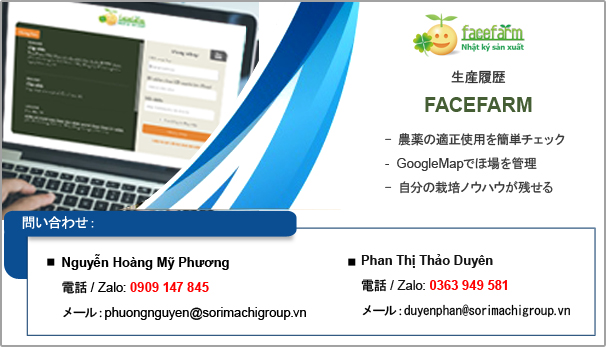 facefarm
Nhật ký sản xuất
生産履歴
FACEFARM
- 農薬の適正使用を簡単チェック
- GoogleMapでほ場を管理
- 自分の栽培ノウハウが残せる
問い合わせ :
■ Nguyễn Hoàng Mỹ Phương
電話 / Zalo: 0909 147 845
メール : phuongnguyen@sorimachigroup.vn
■ Phan Thị Thảo Duyên
電話 / Zalo: 0363 949 581
メール : duyenphan@sorimachigroup.vn